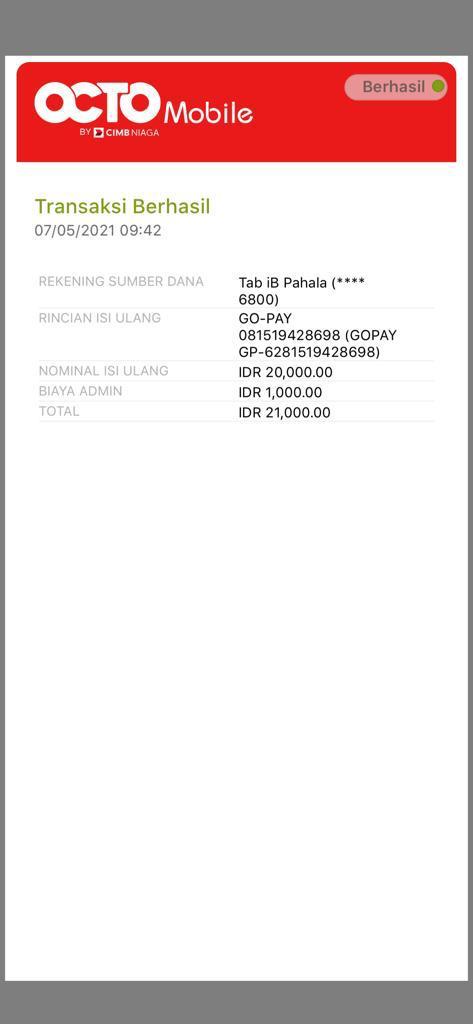 OCTO Mobile
BY CIMB NIAGA
Berhasil
Transaksi Berhasil
07/05/2021 09:42
REKENING SUMBER DANA Tab iB Pahala (****
6800)
RINCIAN ISI ULANG GO-PAY
081519428698 (GOPAY
GP-6281519428698)
NOMINAL ISI ULANG IDR 20,000.00
BIAYA ADMIN IDR 1,000.00
TOTAL IDR 21,000.00